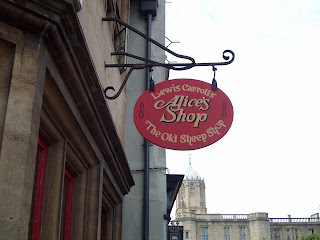 Lewis Carroll's
Alice's
Shop
The Old Sheep Shop